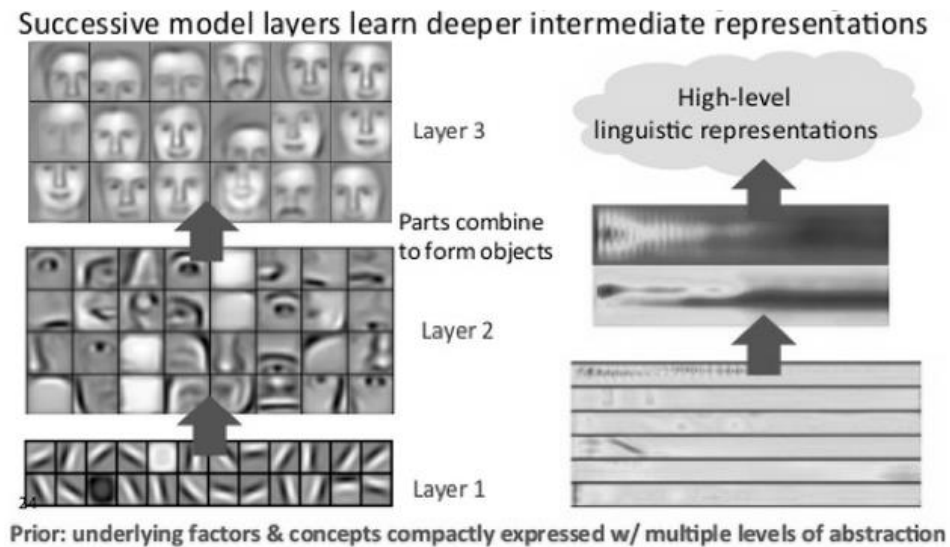 Successive model layers learn deeper intermediate representations
High-level
linguistic representations
Layer 3
Parts combine
to form objects
Layer 2
Layer 1
24
Prior: underlying factors & concepts compactly expressed w/ multiple levels of abstraction